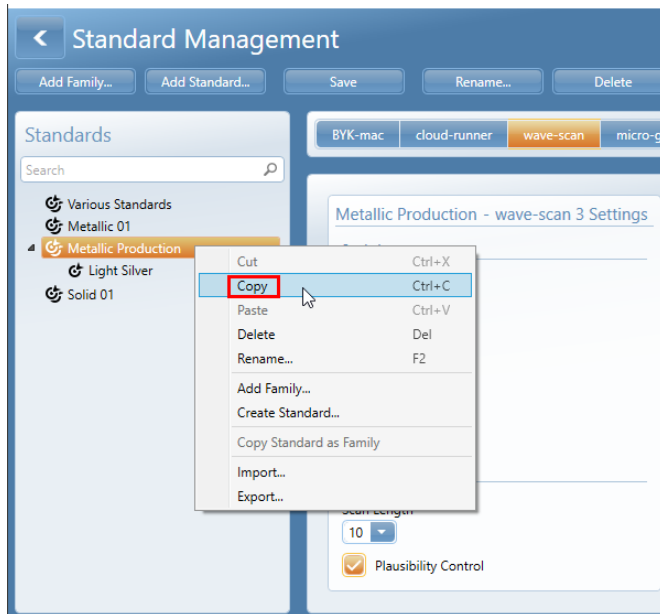 Standard Management
Add Family... Add Standard... Save Rename... Delete
Standards
Search
Various Standards
Metallic 01
Metallic Production
Light Silver
Solid 01
BYK-mac cloud-runner wave-scan
Metallic Production - wave-scan 3 Settings
Cut Ctrl+X
Copy Ctrl+C
Paste Ctrl+V
Delete Del
Rename... F2
Add Family...
Create Standard...
Copy Standard as Family
Import...
Export...
Scan Length
10
Plausibility Control